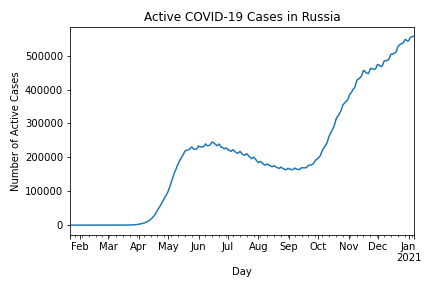 Active COVID-19 Cases in Russia
Number of Active Cases
500000
400000
300000
200000
100000
0
Feb Mar Apr May Jun Jul Aug Sep Oct Nov Dec Jan
2021
Day